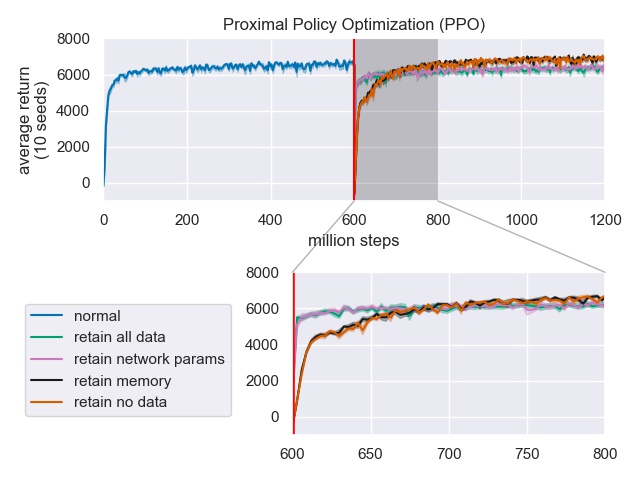 Proximal Policy Optimization (PPO)
average return
(10 seeds)
8000
6000
4000
2000
0
0
200
400
600
800
1000
1200
million steps
8000
6000
4000
2000
0
600
650
700
750
800
normal
retain all data
retain network params
retain memory
retain no data